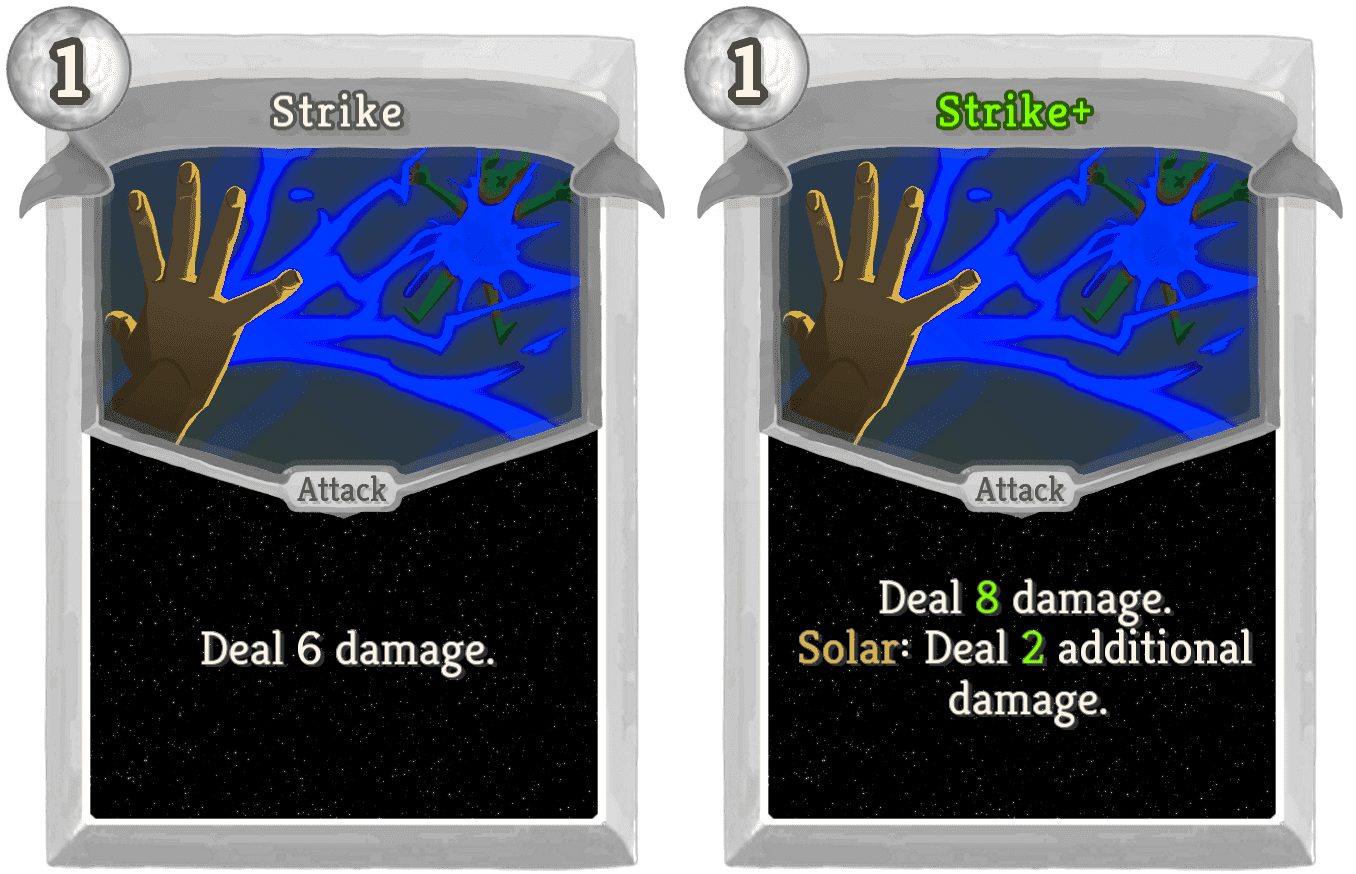 1
Strike
Attack
Deal 6 damage.
1
Strike+
Attack
Deal 8 damage.
Solar: Deal 2 additional
damage.